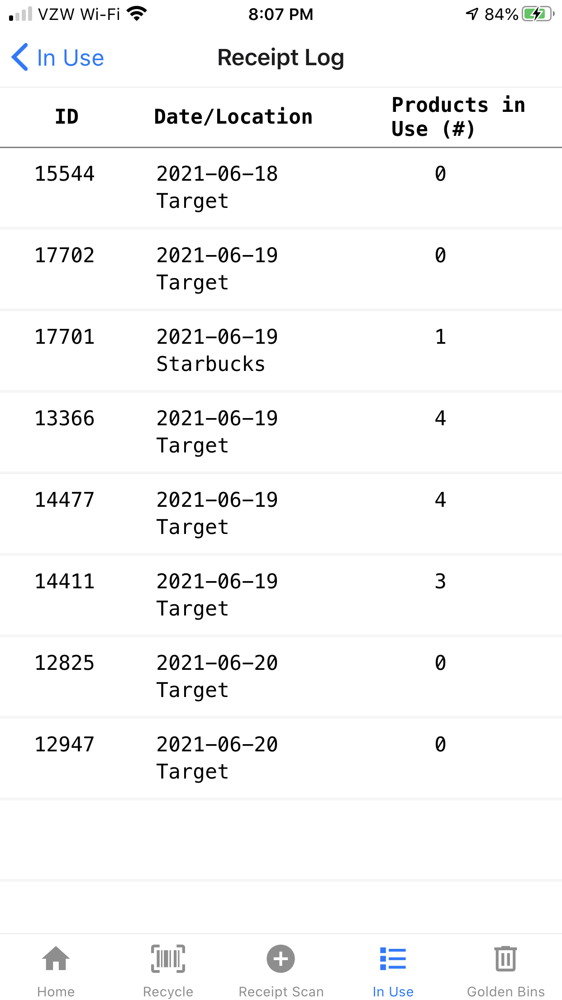 VZW Wi-Fi 8:07 PM 84%
In Use Receipt Log
ID Date/Location Products in
Use (#)
15544 2021-06-18 0
Target
17702 2021-06-19 0
Target
17701 2021-06-19 1
Starbucks
13366 2021-06-19 4
Target
14477 2021-06-19 4
Target
14411 2021-06-19 3
Target
12825 2021-06-20 0
Target
12947 2021-06-20 0
Target
Home Recycle Receipt Scan In Use Golden Bins